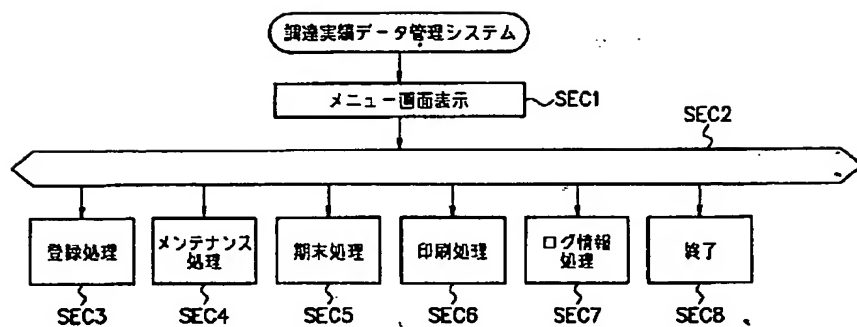 調達実績データ管理システム
メニュー画面表示
SEC1
SEC2
登録処理
メンテナンス
処理
期末処理
印刷処理
ログ情報
処理
終了
SEC3
SEC4
SEC5
SEC6
SEC7
SEC8